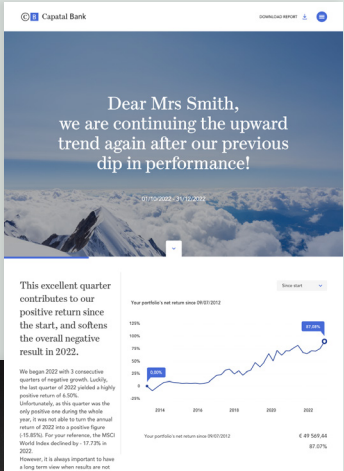 © B Capatal Bank
DOWNLOAD REPORT
Dear Mrs Smith,
we are continuing the upward
trend again after our previous
dip in performance!
01/10/2022 - 31/12/2022
This excellent quarter
contributes to our
positive return since
the start, and softens
the overall negative
result in 2022.
We began 2022 with 3 consecutive
quarters of negative growth. Luckily,
the last quarter of 2022 yielded a highly
positive return of 6.50%.
Unfortunately, as this quarter was the
only positive one during the whole
year, it was not able to turn the annual
return of 2022 into a positive figure
(-15.85%). For your reference, the MSCI
World Index declined by - 17.73% in
2022.
However, it is always important to have
a long term view when results are not
Since start
Your portfolio's net return since 09/07/2012
125%
100%
75%
50%
25%
0
-25%
0.00%
87,08%
2014
2016
2018
2020
2022
Your portfolio's net return since 09/07/2012
€ 49 569,44
87.07%